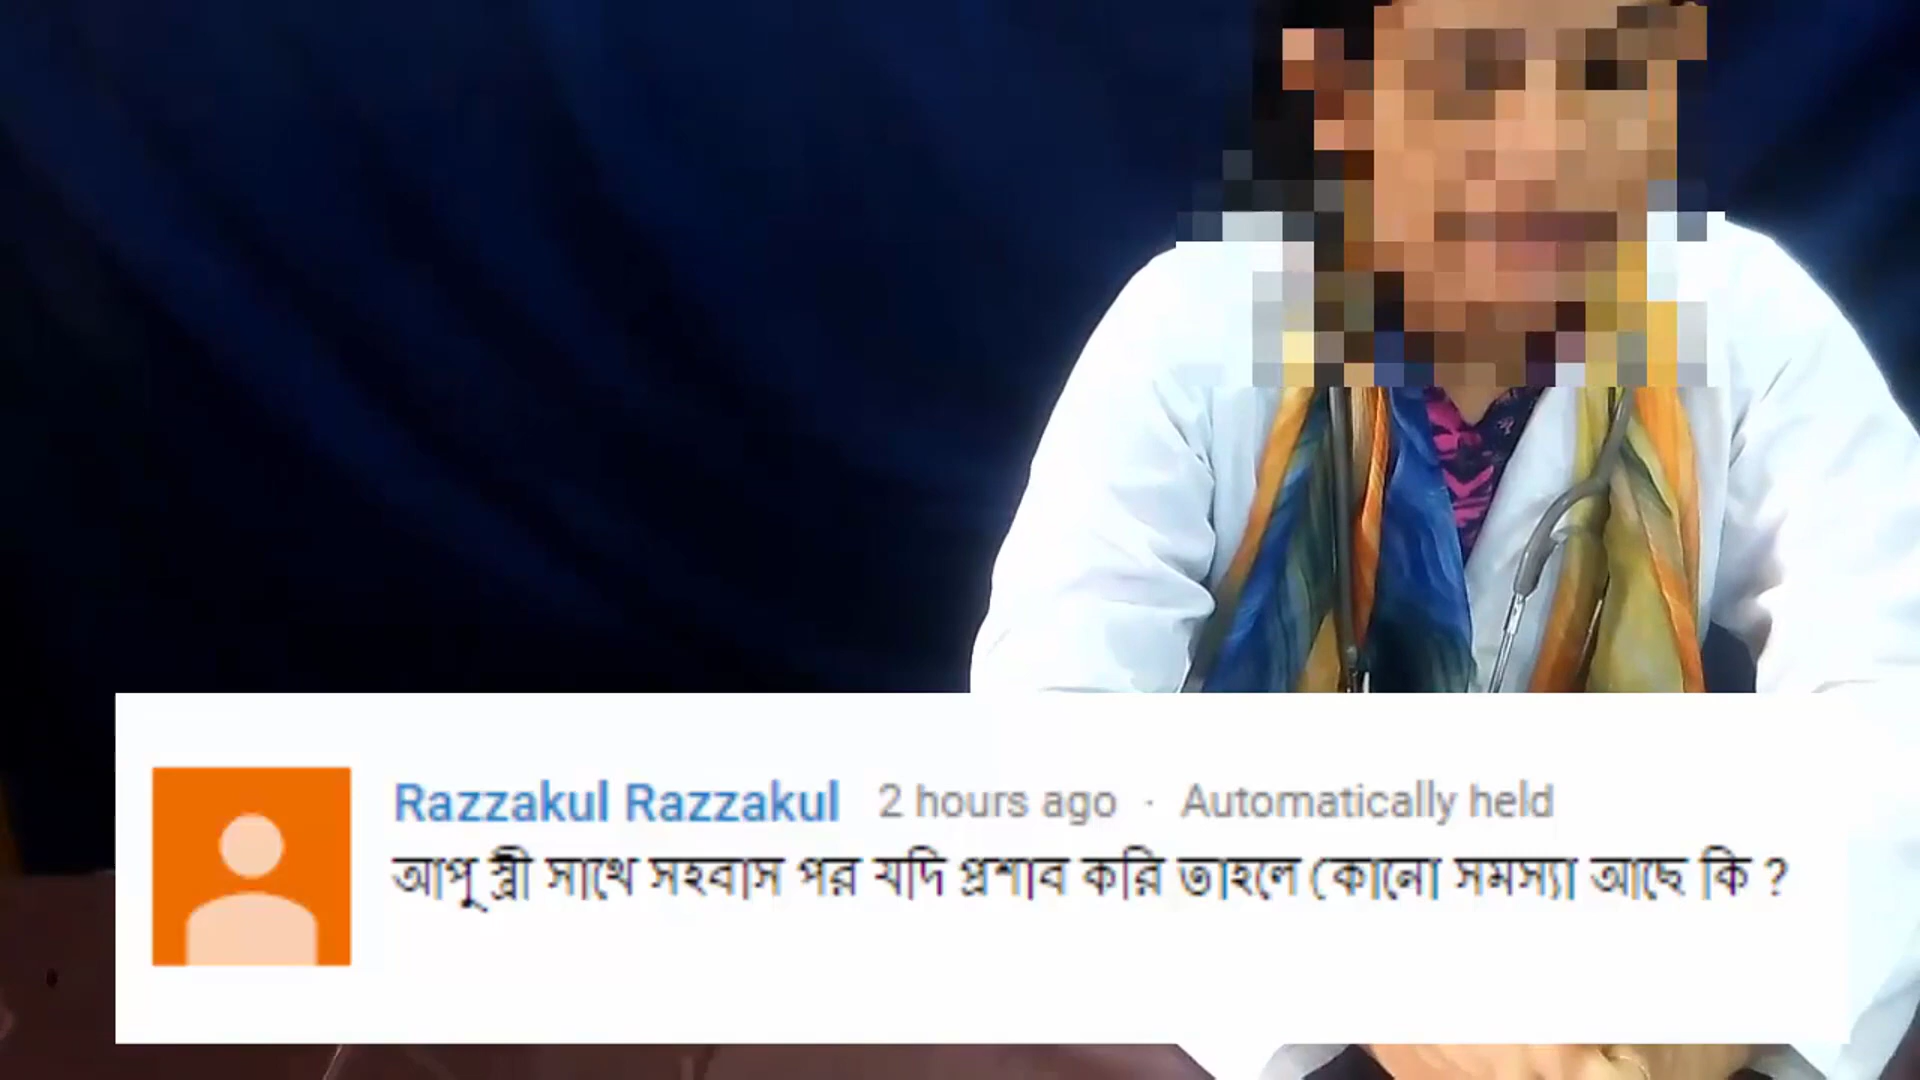 Razzakul Razzakul 2 hours ago · Automatically held
আপু স্ত্রী সাথে সহবাস পর যদি প্রশাব করি তাহলে কোনো সমস্যা আছে কি ?